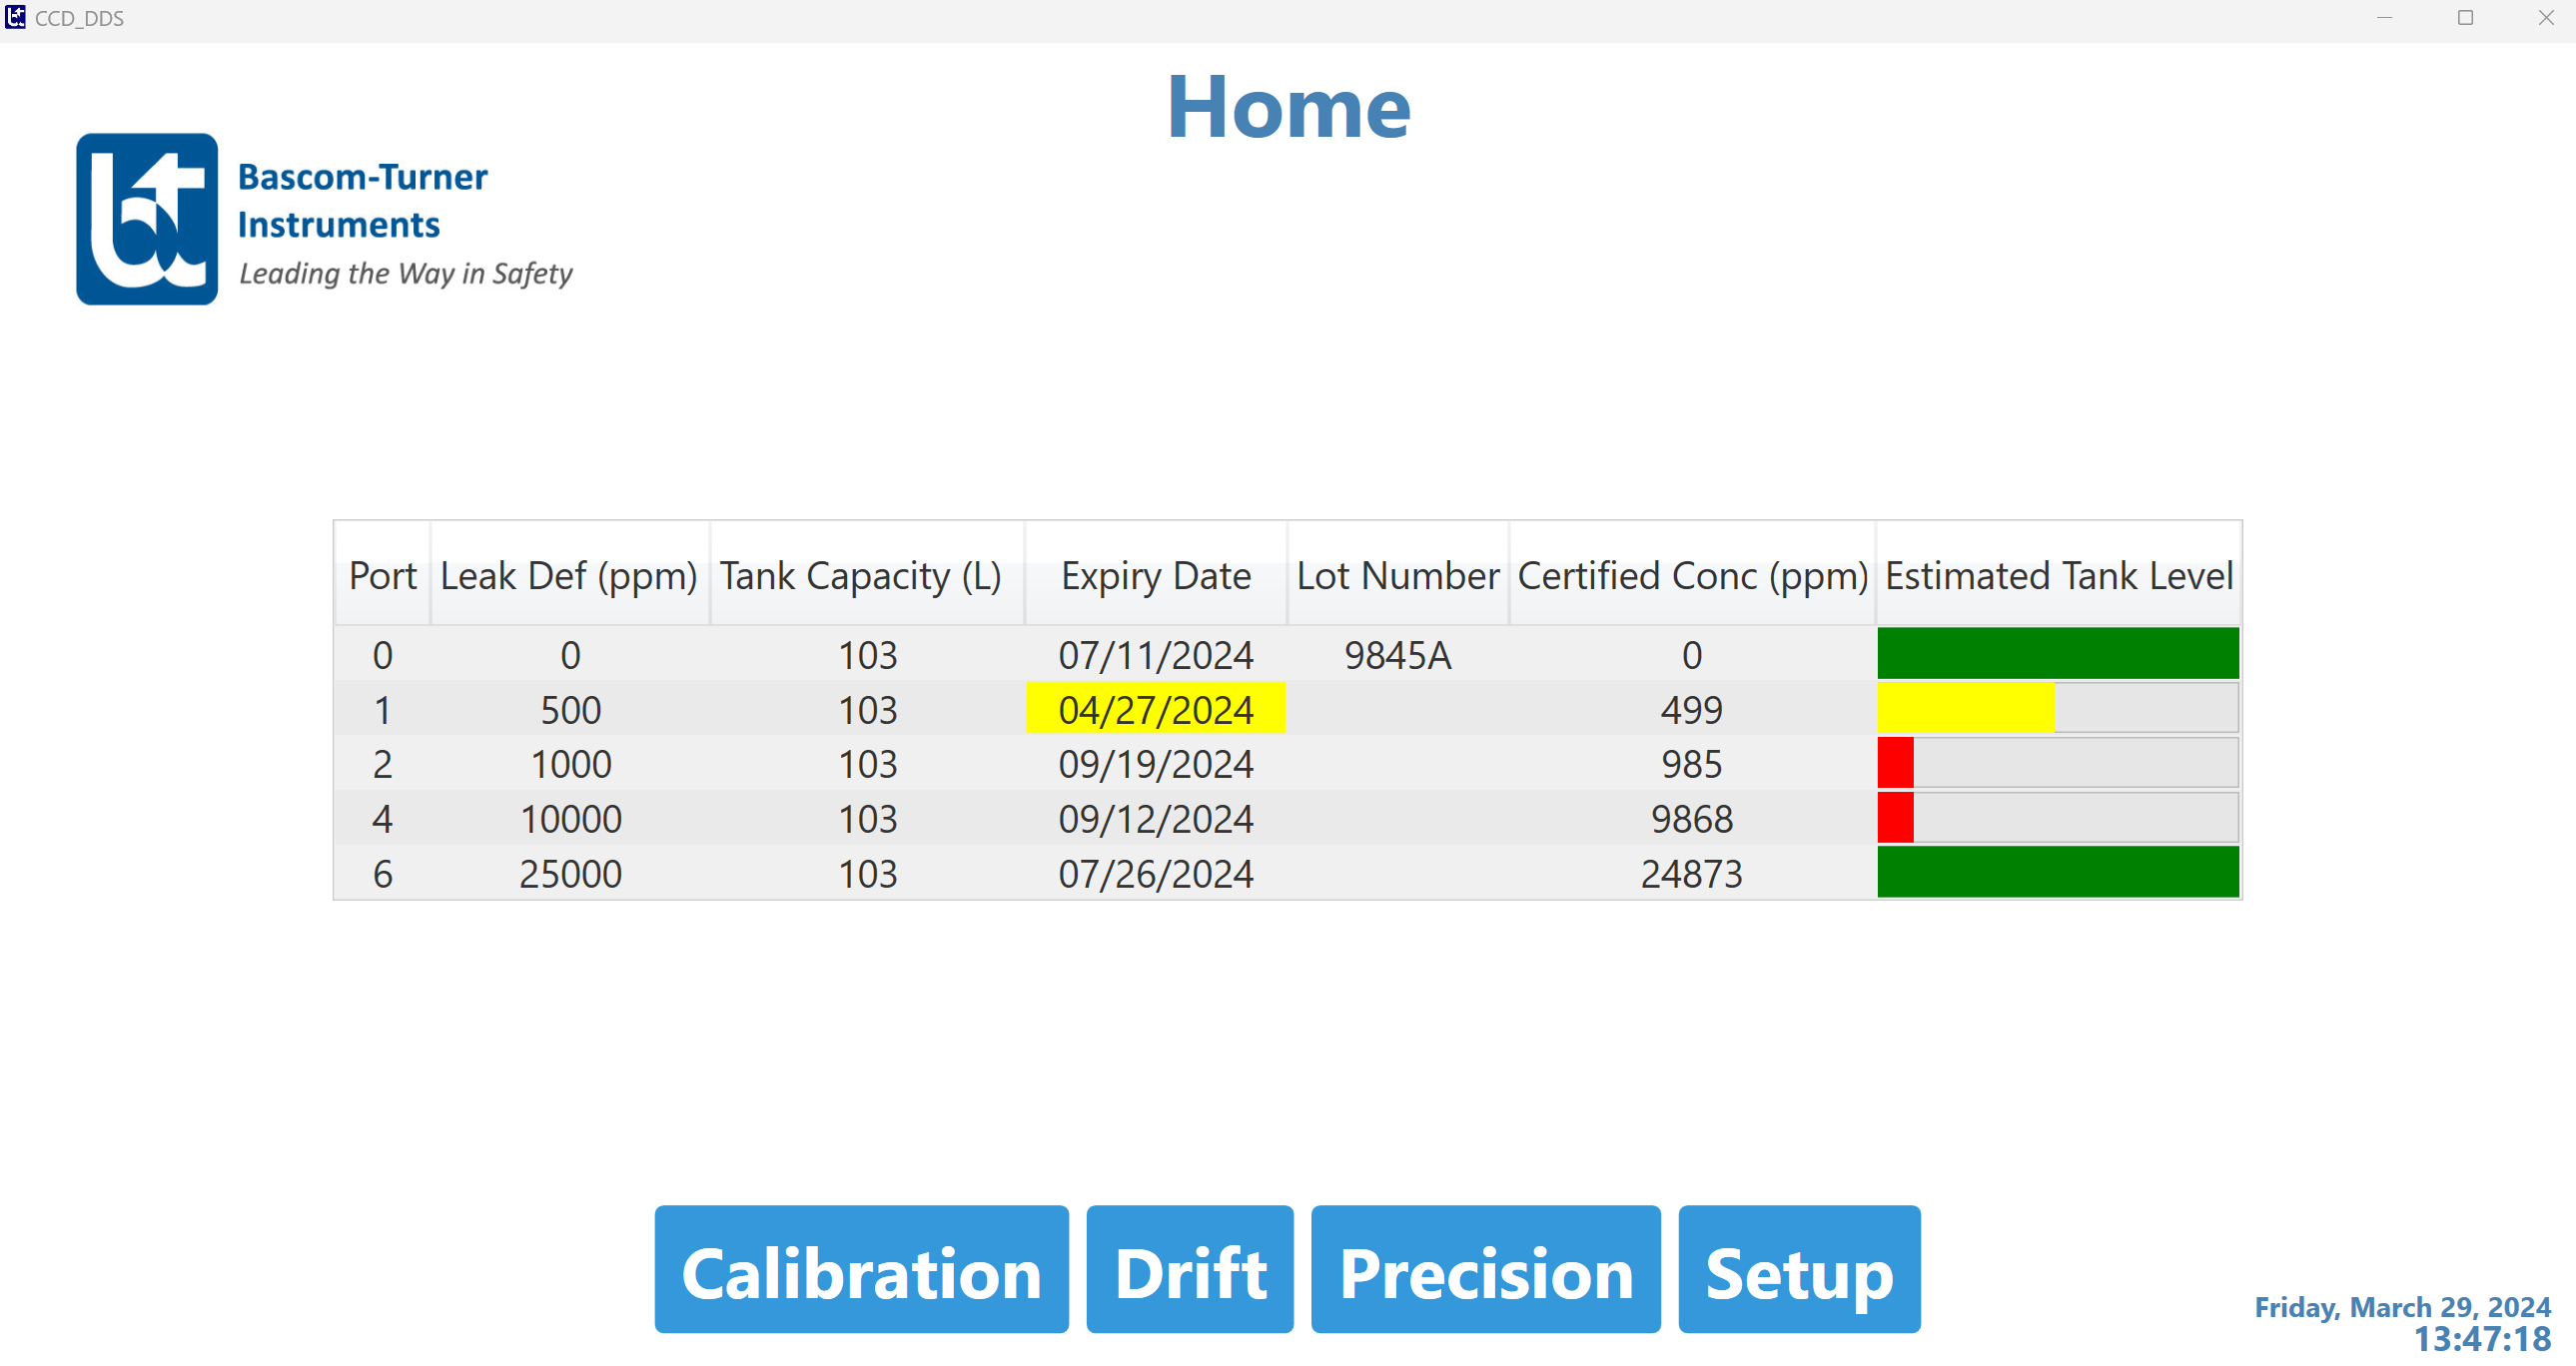 CCD_DDS
Home
Bascom-Turner
Instruments
Leading the Way in Safety
Port Leak Def (ppm) Tank Capacity (L) Expiry Date Lot Number Certified Conc (ppm) Estimated Tank Level
0 0 103 07/11/2024 9845A 0
1 500 103 04/27/2024 499
2 1000 103 09/19/2024 985
4 10000 103 09/12/2024 9868
6 25000 103 07/26/2024 24873
Calibration Drift Precision Setup
Friday, March 29, 2024
13:47:18